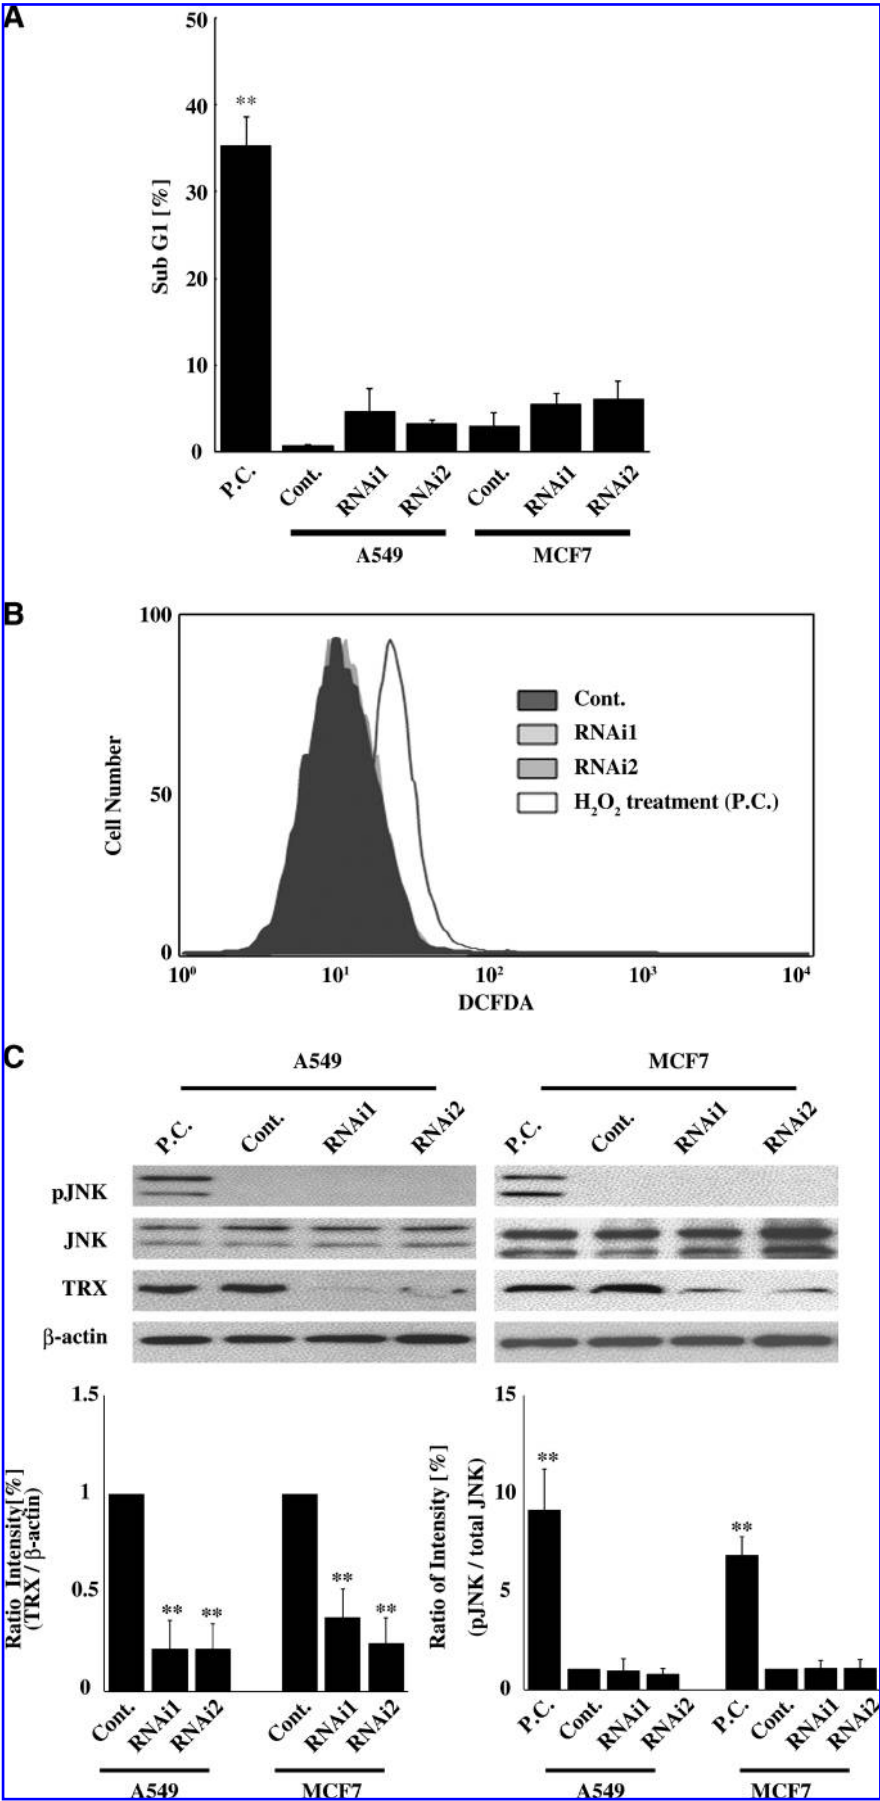 A
50
40
30
20
10
0
Sub G1 [%]
**
P.C. Cont. RNAi1 RNAi2 Cont. RNAi1 RNAi2
A549 MCF7
B
100
50
0
Cell Number
Cont.
RNAi1
RNAi2
H₂O₂ treatment (P.C.)
10⁰ 10¹ 10² 10³ 10⁴
DCFDA
C
A549 MCF7
P.C. Cont. RNAi1 RNAi2 P.C. Cont. RNAi1 RNAi2
pJNK
JNK
TRX
β-actin
1.5
1
0.5
0
Ratio Intensity[%]
(TRX / β-actin)
** ** ** **
Cont. RNAi1 RNAi2 Cont. RNAi1 RNAi2
A549 MCF7
15
10
5
0
Ratio of Intensity [%]
(pJNK / total JNK)
** **
P.C. Cont. RNAi1 RNAi2 P.C. Cont. RNAi1 RNAi2
A549 MCF7